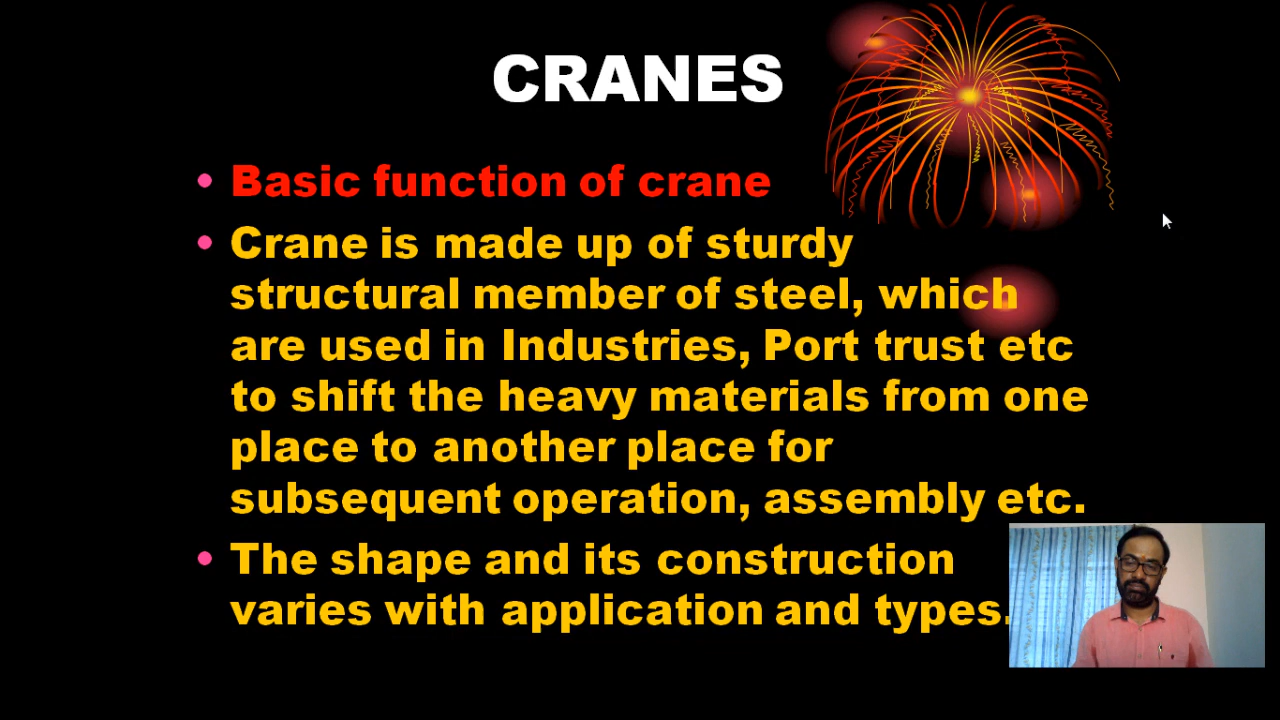 CRANES
Basic function of crane
Crane is made up of sturdy
structural member of steel, which
are used in Industries, Port trust etc
to shift the heavy materials from one
place to another place for
subsequent operation, assembly etc.
The shape and its construction
varies with application and types.